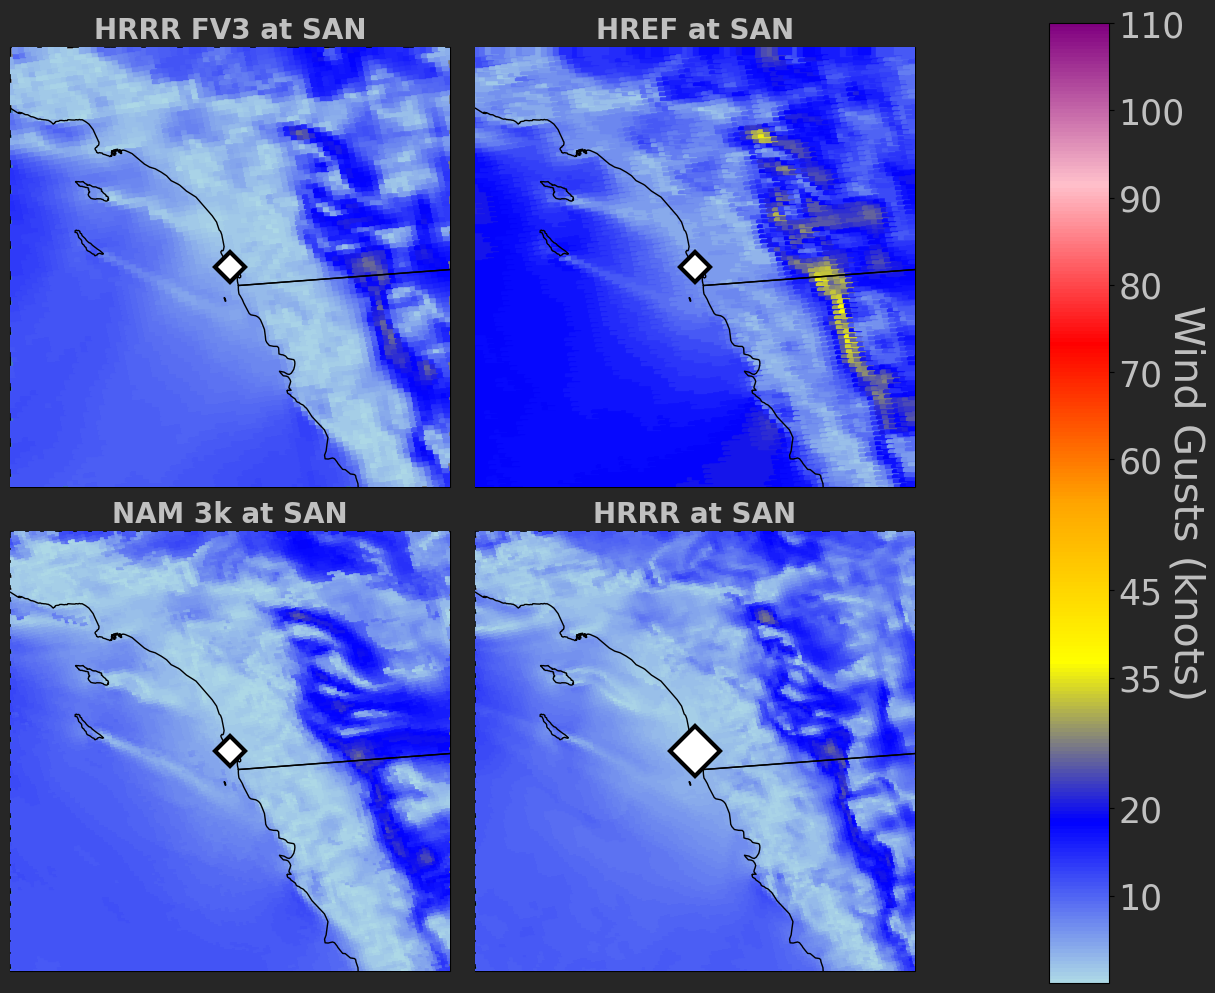 HRRR FV3 at SAN
HREF at SAN
NAM 3k at SAN
HRRR at SAN
110
100
90
80
70
60
45
35
20
10
Wind Gusts (knots)